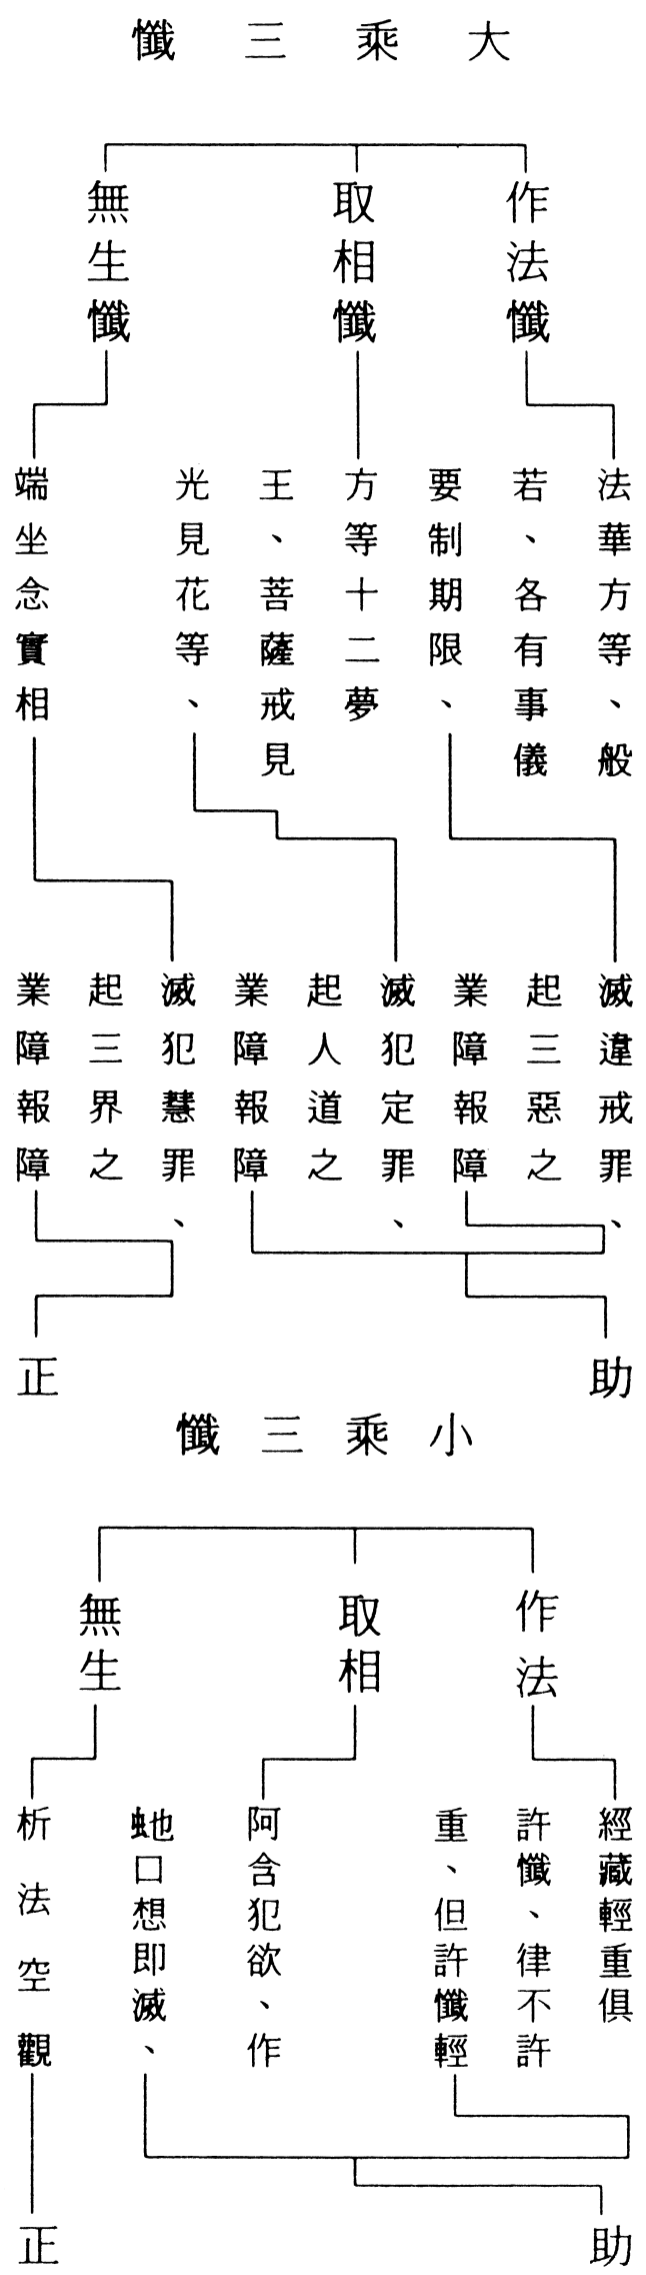 大乘三懺
作法懺
取相懺
無生懺
法華方等、般
若、各有事儀
要制期限、
方等十二夢
王、菩薩戒見
光見花等、
端坐念實相
滅違戒罪、
起三惡之
業障報障
滅犯定罪、
起人道之
業障報障
滅犯慧罪、
起三界之
業障報障
助
正
小乘三懺
作法
取相
無生
經藏輕重俱
許懺、律不許
重、但許懺輕
阿含犯欲、作
虵口想即滅、
析法空觀
助
正